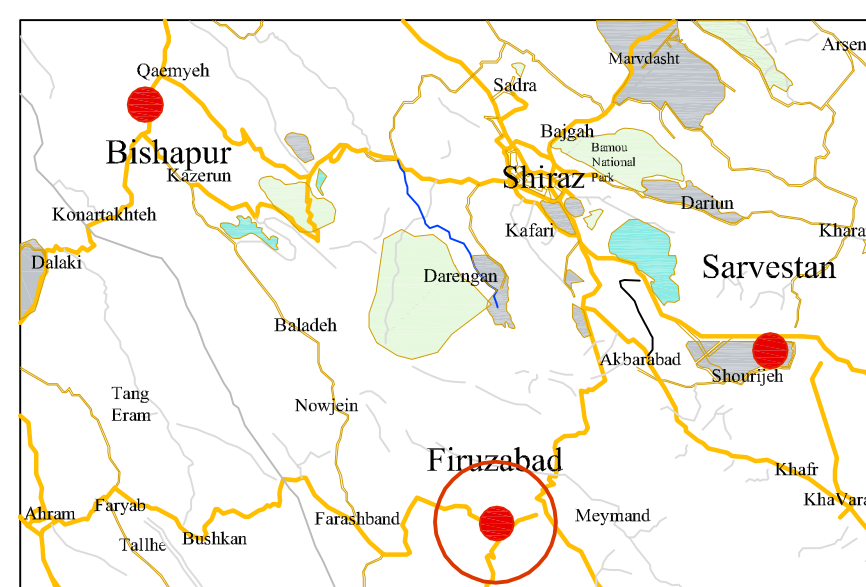 Arsen
Marvdasht
Qaemyeh
Sadra
Bajgah
Bishapur
Bamou
National
Park
Kazerun
Shiraz
Dariun
Konartakhteh
Kafari
Khara
Dalaki
Darengan
Sarvestan
Baladeh
Akbarabad
Shourijeh
Tang
Eram
Nowjein
Firuzabad
Khafr
KhaVara
Faryab
Ahram
Farashband
Meymand
Bushkan
Tallhe